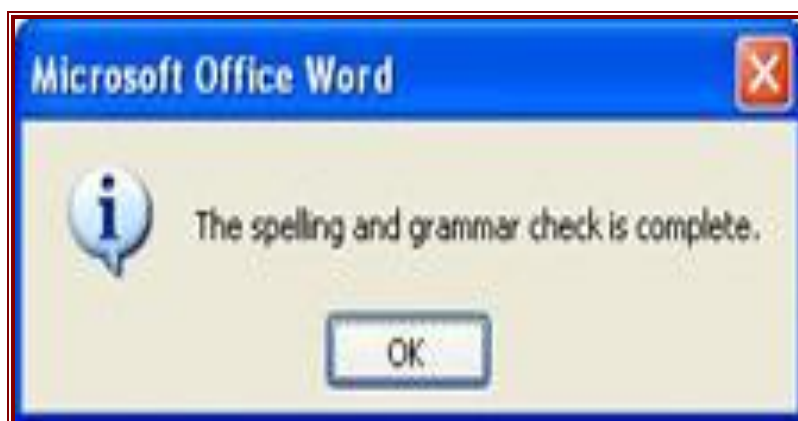 Microsoft Office Word
The spelling and grammar check is complete.
OK